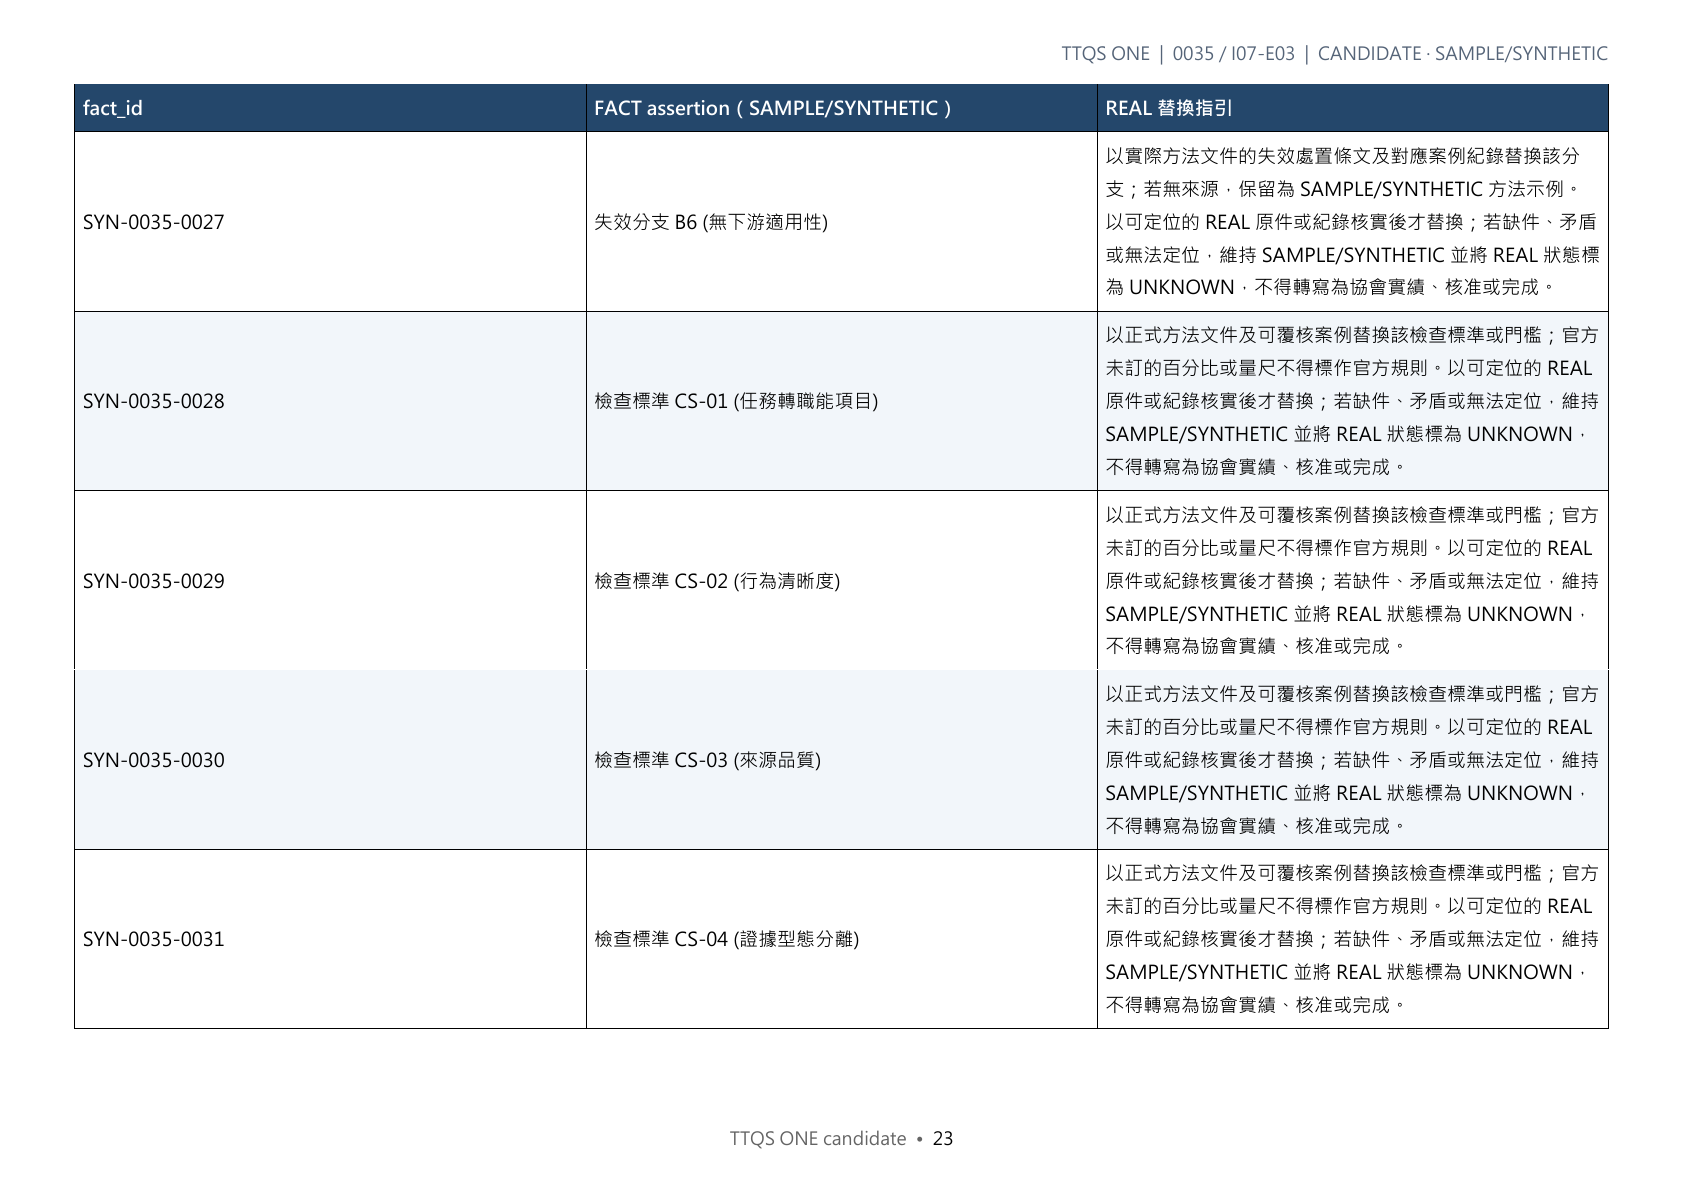 TTQS ONE | 0035 / I07-E03 | CANDIDATE · SAMPLE/SYNTHETIC
fact_id
FACT assertion（SAMPLE/SYNTHETIC）
REAL 替換指引
SYN-0035-0027
失效分支 B6 (無下游適用性)
以實際方法文件的失效處置條文及對應案例紀錄替換該分
支；若無來源，保留為 SAMPLE/SYNTHETIC 方法示例。
以可定位的 REAL 原件或紀錄核實後才替換；若缺件、矛盾
或無法定位，維持 SAMPLE/SYNTHETIC 並將 REAL 狀態標
為 UNKNOWN，不得轉寫為協會實績、核准或完成。
SYN-0035-0028
檢查標準 CS-01 (任務轉職能項目)
以正式方法文件及可覆核案例替換該檢查標準或門檻；官方
未訂的百分比或量尺不得標作官方規則。以可定位的 REAL
原件或紀錄核實後才替換；若缺件、矛盾或無法定位，維持
SAMPLE/SYNTHETIC 並將 REAL 狀態標為 UNKNOWN，
不得轉寫為協會實績、核准或完成。
SYN-0035-0029
檢查標準 CS-02 (行為清晰度)
以正式方法文件及可覆核案例替換該檢查標準或門檻；官方
未訂的百分比或量尺不得標作官方規則。以可定位的 REAL
原件或紀錄核實後才替換；若缺件、矛盾或無法定位，維持
SAMPLE/SYNTHETIC 並將 REAL 狀態標為 UNKNOWN，
不得轉寫為協會實績、核准或完成。
SYN-0035-0030
檢查標準 CS-03 (來源品質)
以正式方法文件及可覆核案例替換該檢查標準或門檻；官方
未訂的百分比或量尺不得標作官方規則。以可定位的 REAL
原件或紀錄核實後才替換；若缺件、矛盾或無法定位，維持
SAMPLE/SYNTHETIC 並將 REAL 狀態標為 UNKNOWN，
不得轉寫為協會實績、核准或完成。
SYN-0035-0031
檢查標準 CS-04 (證據型態分離)
以正式方法文件及可覆核案例替換該檢查標準或門檻；官方
未訂的百分比或量尺不得標作官方規則。以可定位的 REAL
原件或紀錄核實後才替換；若缺件、矛盾或無法定位，維持
SAMPLE/SYNTHETIC 並將 REAL 狀態標為 UNKNOWN，
不得轉寫為協會實績、核准或完成。
TTQS ONE candidate • 23